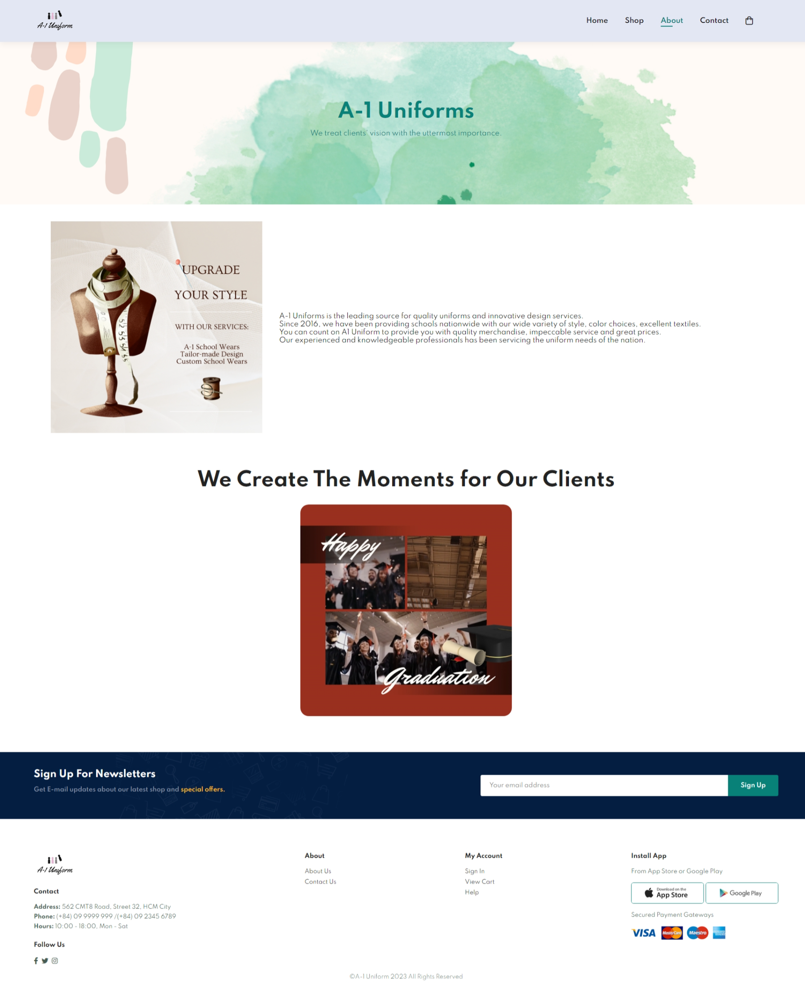 A-1 Uniform
Home Shop About Contact
A-1 Uniforms
We treat clients' vision with the uttermost importance.
UPGRADE
YOUR STYLE
WITH OUR SERVICES:
A-1 School Wears
Tailor-made Design
Custom School Wears
52 53 54 55
A-1 Uniforms is the leading source for quality uniforms and innovative design services.
Since 2016, we have been providing schools nationwide with our wide variety of style, color choices, excellent textiles.
You can count on A1 Uniform to provide you with quality merchandise, impeccable service and great prices.
Our experienced and knowledgeable professionals has been servicing the uniform needs of the nation.
We Create The Moments for Our Clients
Happy
Graduation
Sign Up For Newsletters
Get E-mail updates about our latest shop and special offers.
Your email address
Sign Up
A-1 Uniform
Contact
Address: 562 CMT8 Road, Street 32, HCM City
Phone: (+84) 09 9999 999 /(+84) 09 2345 6789
Hours: 10:00 - 18:00, Mon - Sat
Follow Us
About
About Us
Contact Us
My Account
Sign In
View Cart
Help
Install App
From App Store or Google Play
Download on the
App Store
Google Play
Secured Payment Gateways
VISA MasterCard Maestro
©A-1 Uniform 2023 All Rights Reserved